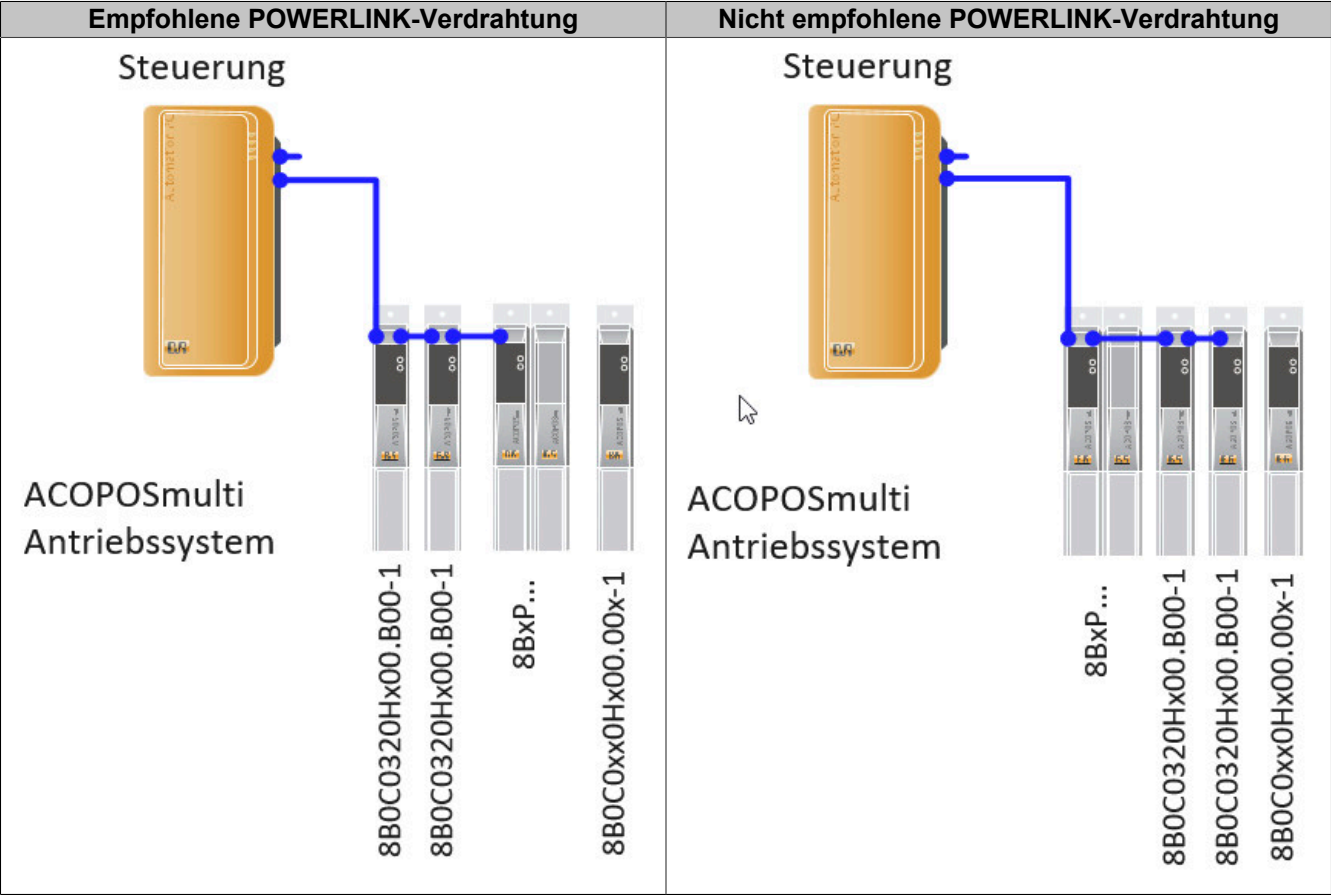 Empfohlene POWERLINK-Verdrahtung
Steuerung
ACOPOSmulti
Antriebssystem
8B0C0320Hx00.B00-1
8B0C0320Hx00.B00-1
8BxP...
8B0C0xx0Hx00.00x-1
Nicht empfohlene POWERLINK-Verdrahtung
Steuerung
ACOPOSmulti
Antriebssystem
8BxP...
8B0C0320Hx00.B00-1
8B0C0320Hx00.B00-1
8B0C0xx0Hx00.00x-1